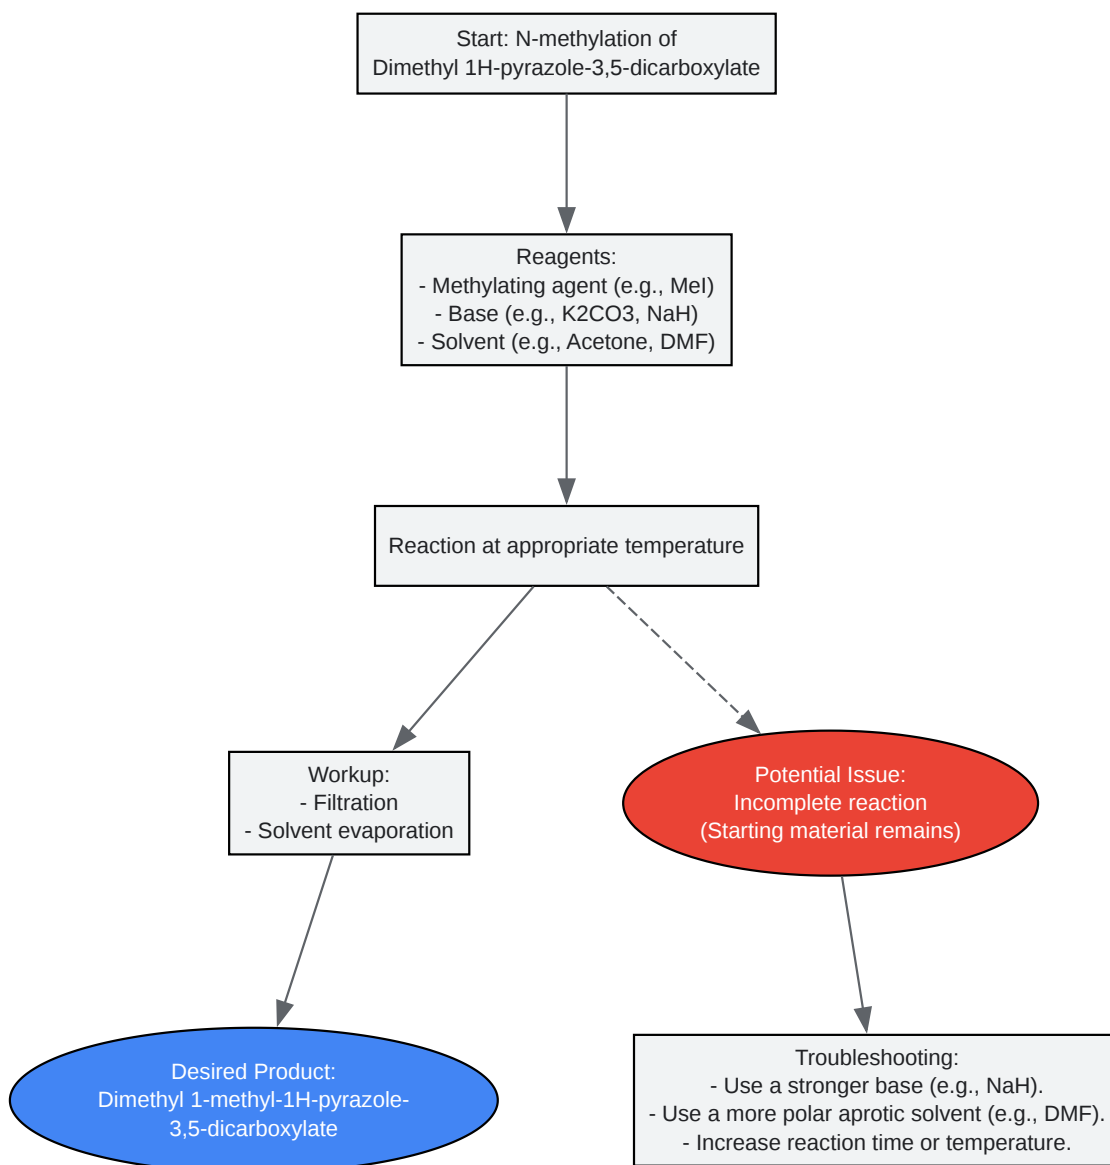 Start: N-methylation of
Dimethyl 1H-pyrazole-3,5-dicarboxylate
Reagents:
- Methylating agent (e.g., MeI)
- Base (e.g., K2CO3, NaH)
- Solvent (e.g., Acetone, DMF)
Reaction at appropriate temperature
Workup:
- Filtration
- Solvent evaporation
Potential Issue:
Incomplete reaction
(Starting material remains)
Desired Product:
Dimethyl 1-methyl-1H-pyrazole-
3,5-dicarboxylate
Troubleshooting:
- Use a stronger base (e.g., NaH).
- Use a more polar aprotic solvent (e.g., DMF).
- Increase reaction time or temperature.